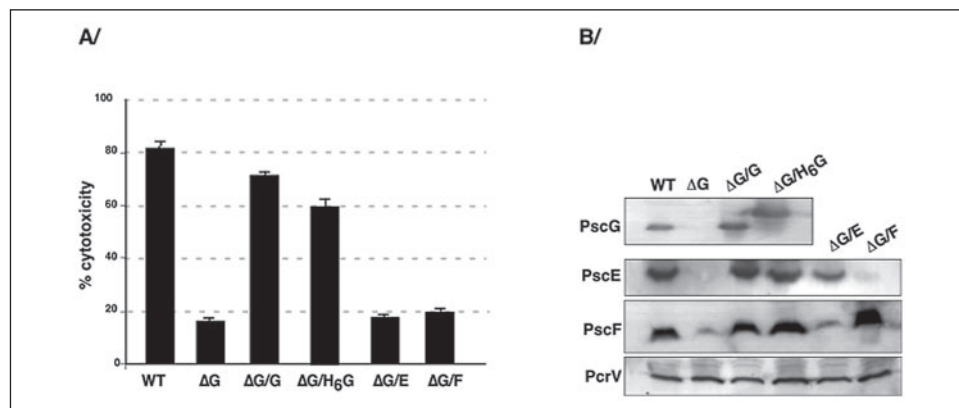 A/
% cytotoxicity
100
80
60
40
20
0
WT ΔG ΔG/G ΔG/H₆G ΔG/E ΔG/F
B/
WT ΔG ΔG/G ΔG/H₆G
PscG
ΔG/E ΔG/F
PscE
PscF
PcrV